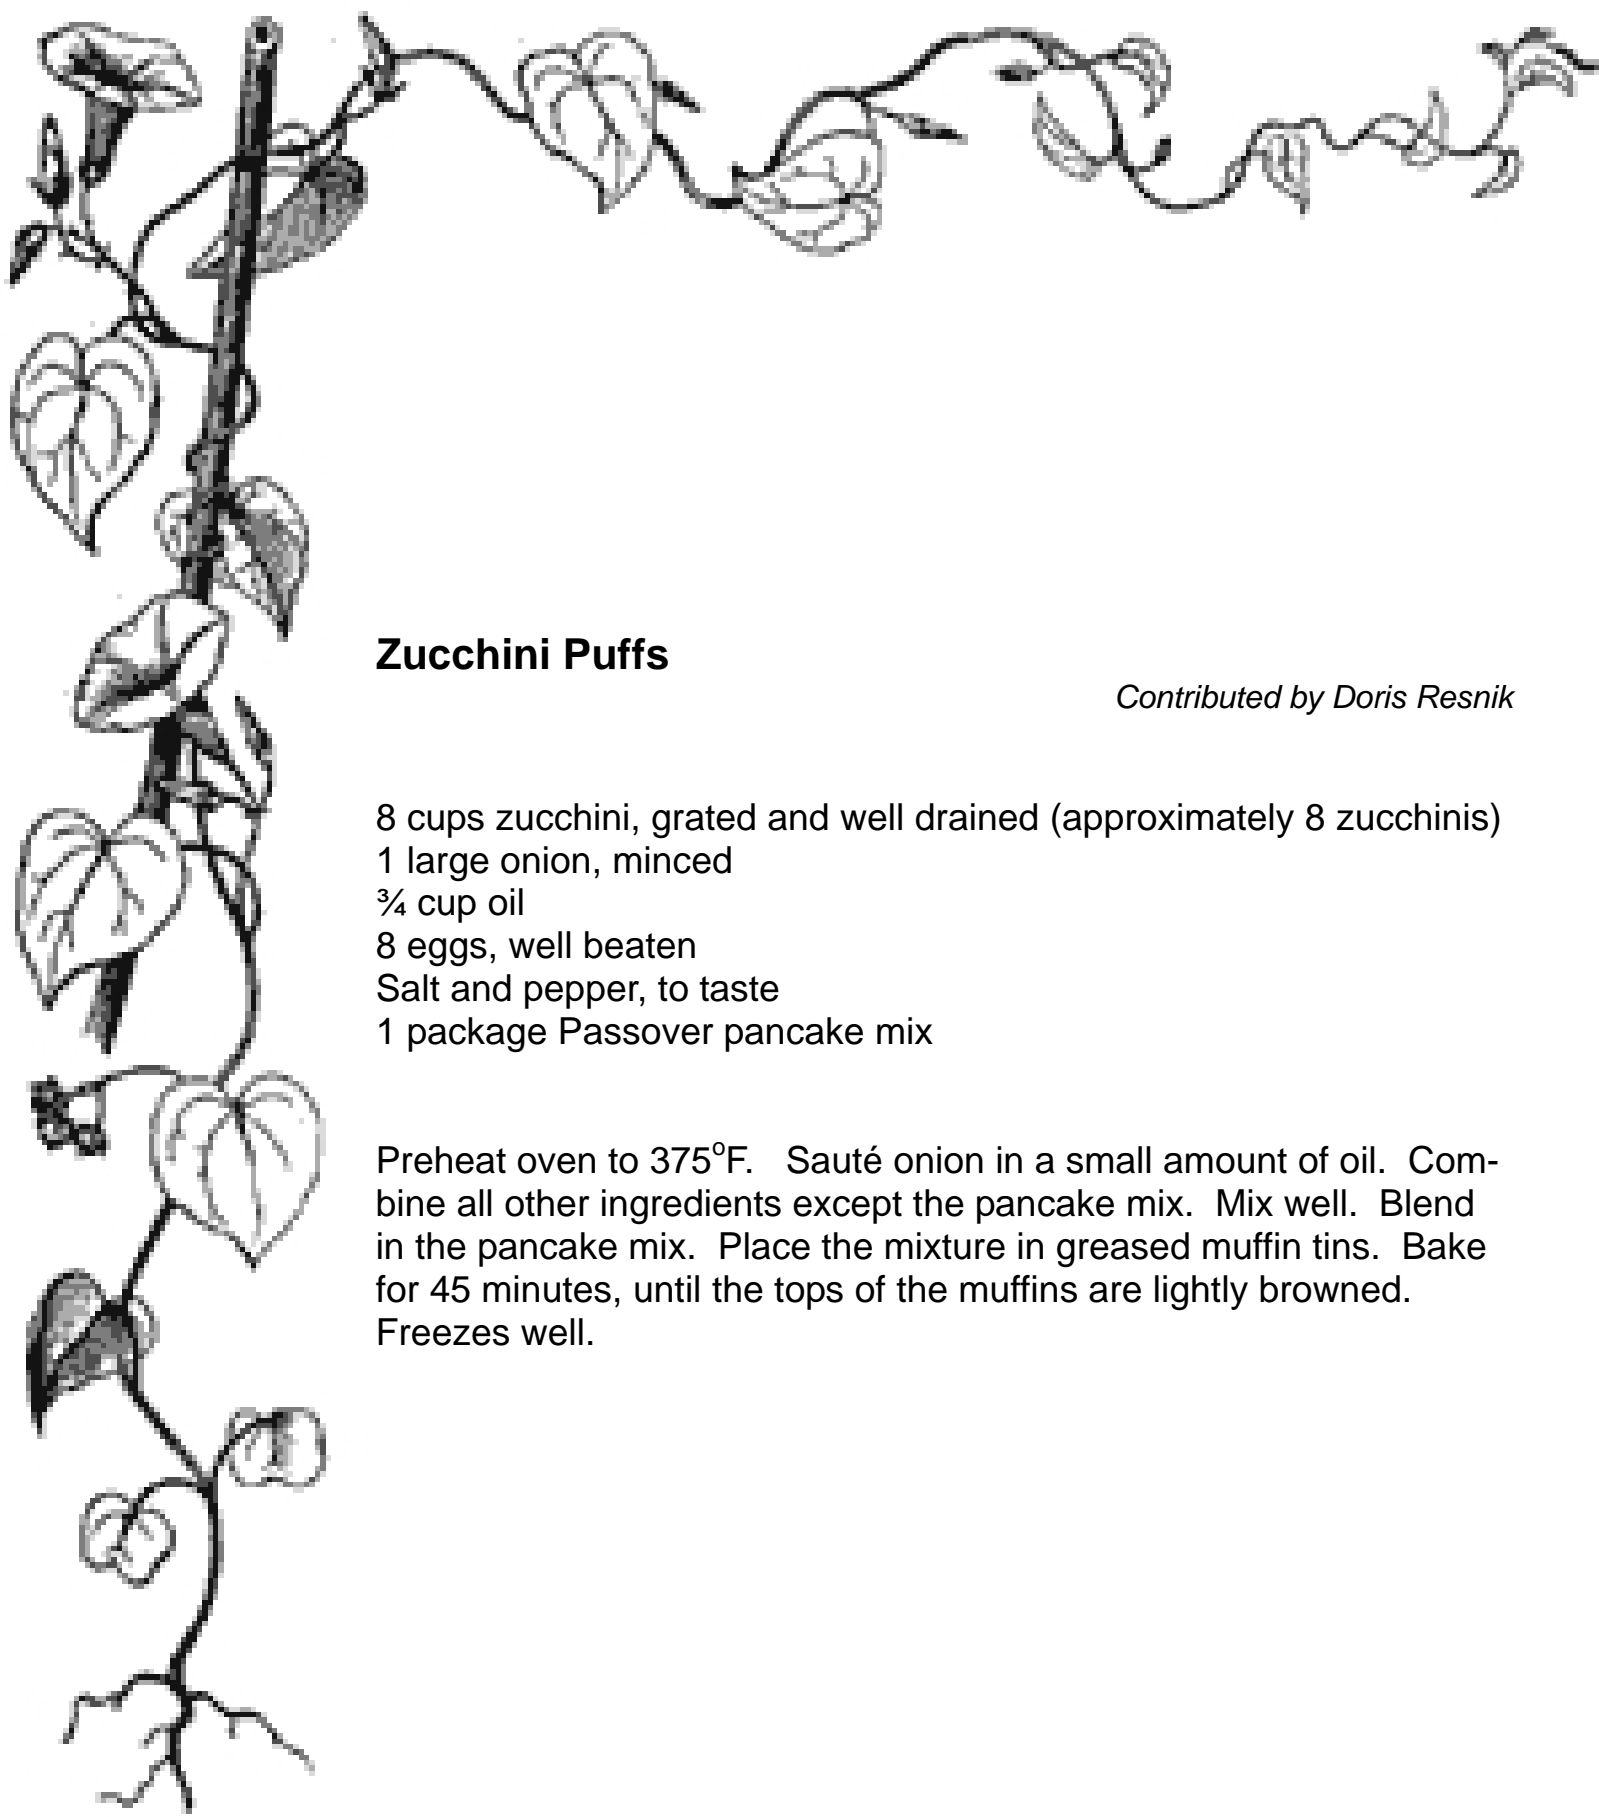 Zucchini Puffs
Contributed by Doris Resnik
8 cups zucchini, grated and well drained (approximately 8 zucchinis)
1 large onion, minced
¾ cup oil
8 eggs, well beaten
Salt and pepper, to taste
1 package Passover pancake mix
Preheat oven to 375°F. Sauté onion in a small amount of oil. Com-
bine all other ingredients except the pancake mix. Mix well. Blend
in the pancake mix. Place the mixture in greased muffin tins. Bake
for 45 minutes, until the tops of the muffins are lightly browned.
Freezes well.